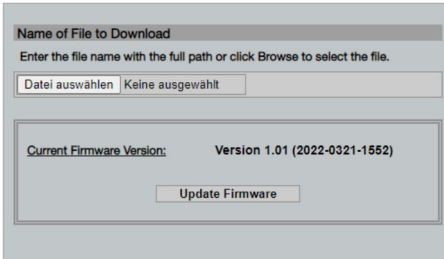 Name of File to Download
Enter the file name with the full path or click Browse to select the file.
Datei auswählen Keine ausgewählt
Current Firmware Version: Version 1.01 (2022-0321-1552)
Update Firmware